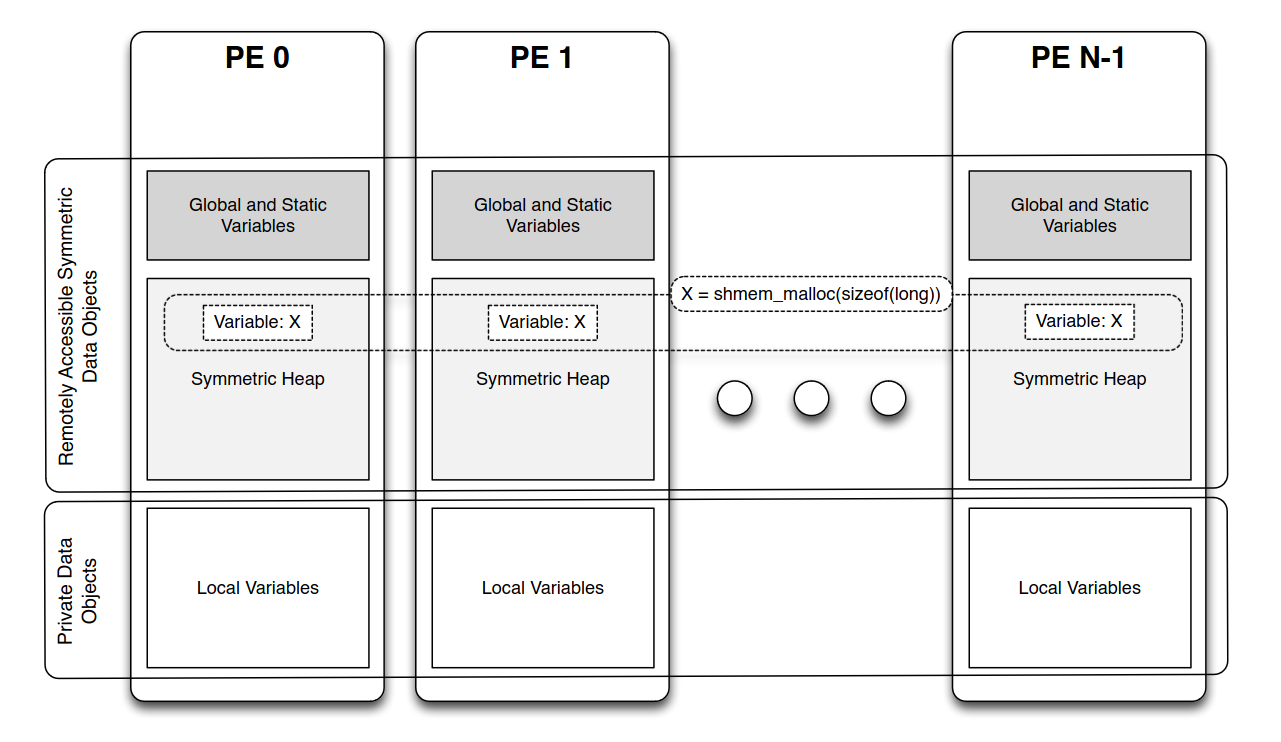 PE 0
PE 1
PE N-1
Remotely Accessible Symmetric
Data Objects
Global and Static
Variables
Global and Static
Variables
Global and Static
Variables
X = shmem_malloc(sizeof(long))
Variable: X
Variable: X
Variable: X
Symmetric Heap
Symmetric Heap
Symmetric Heap
Private Data
Objects
Local Variables
Local Variables
Local Variables